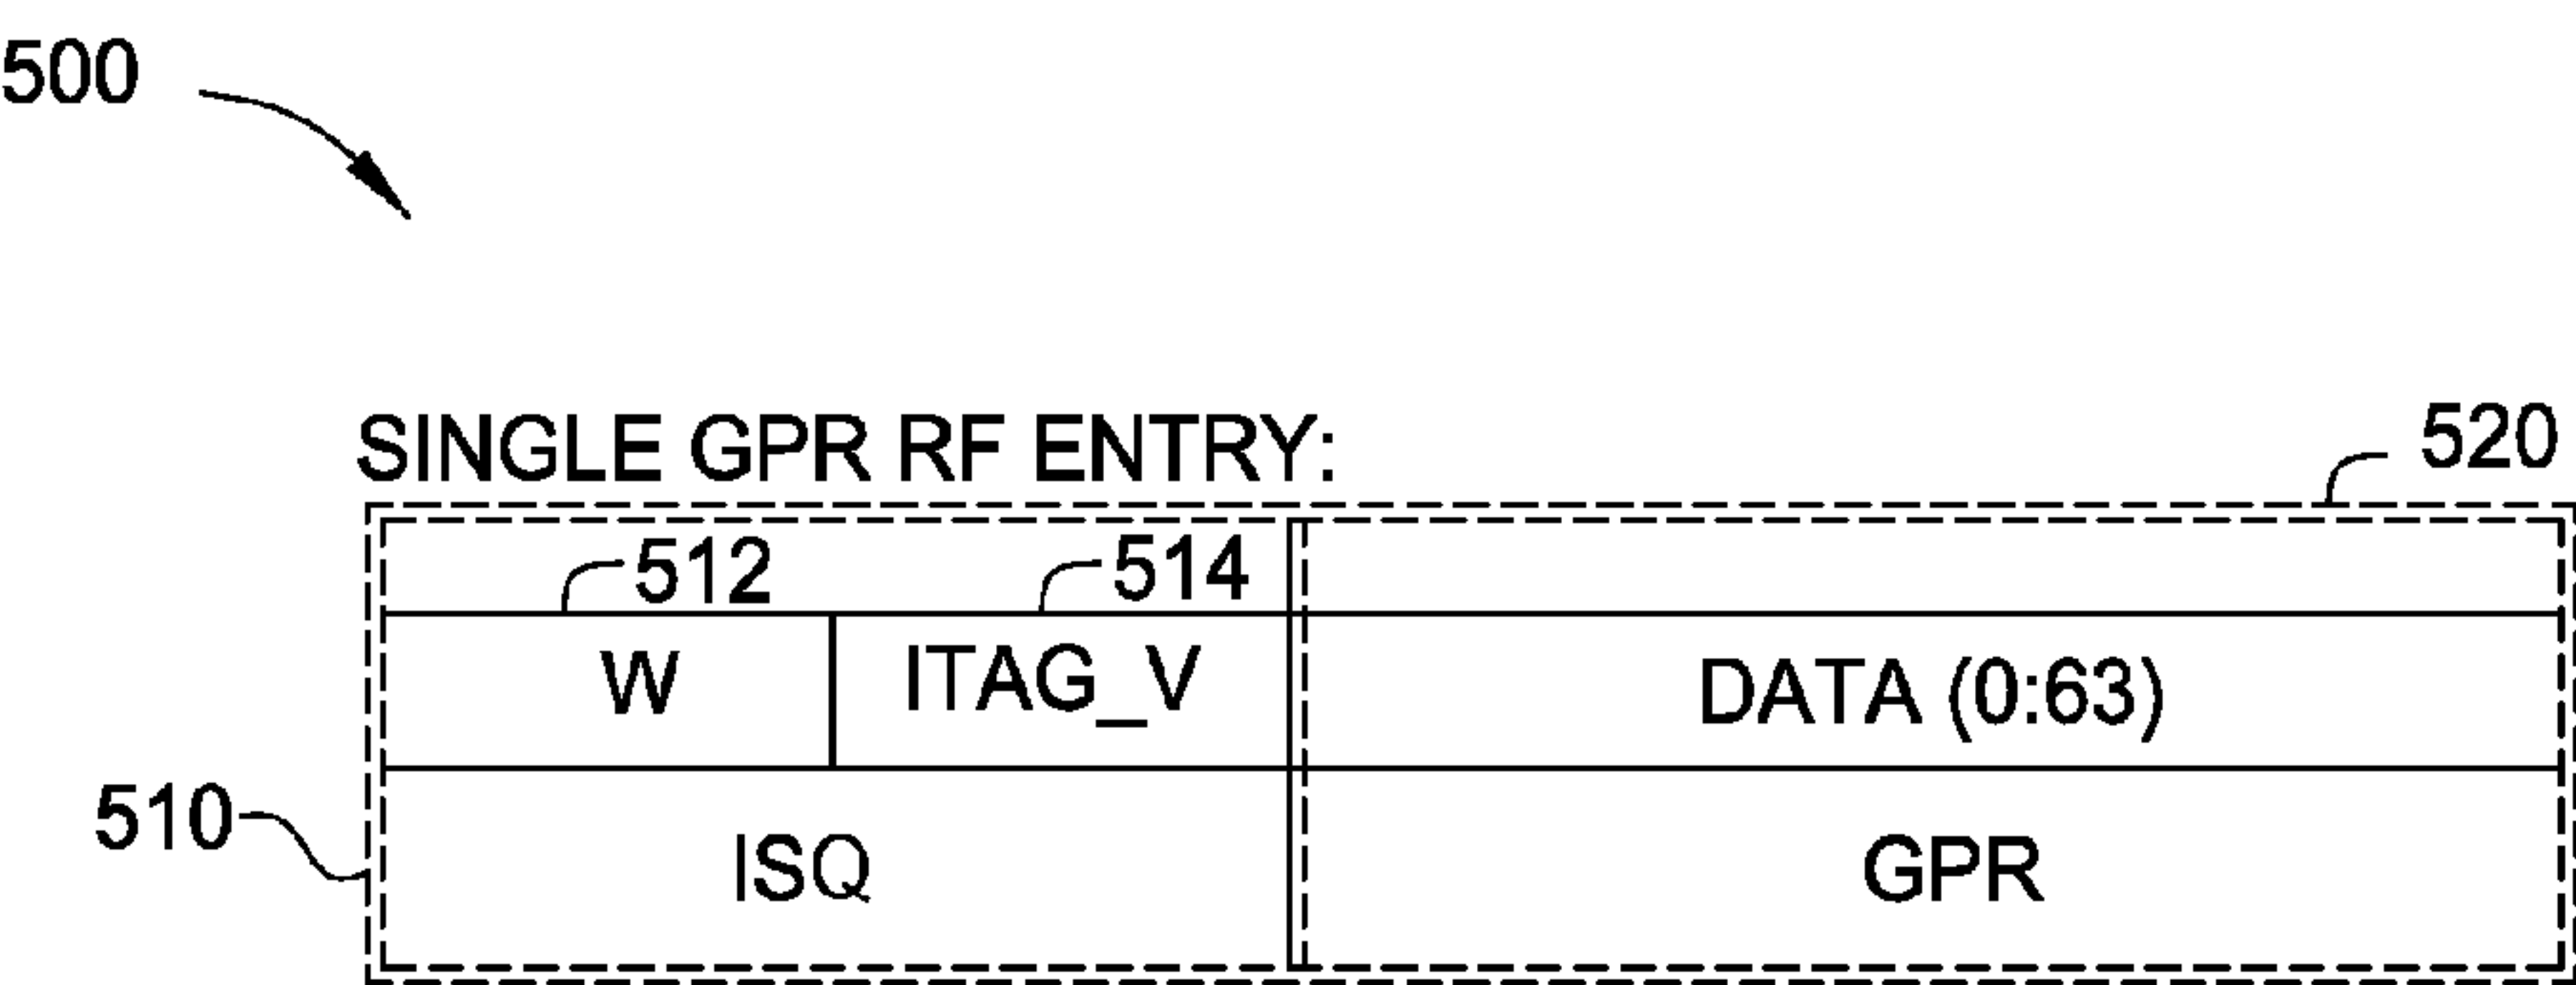 500
SINGLE GPR RF ENTRY:
520
512
514
W
ITAG_V
DATA (0:63)
510
ISQ
GPR